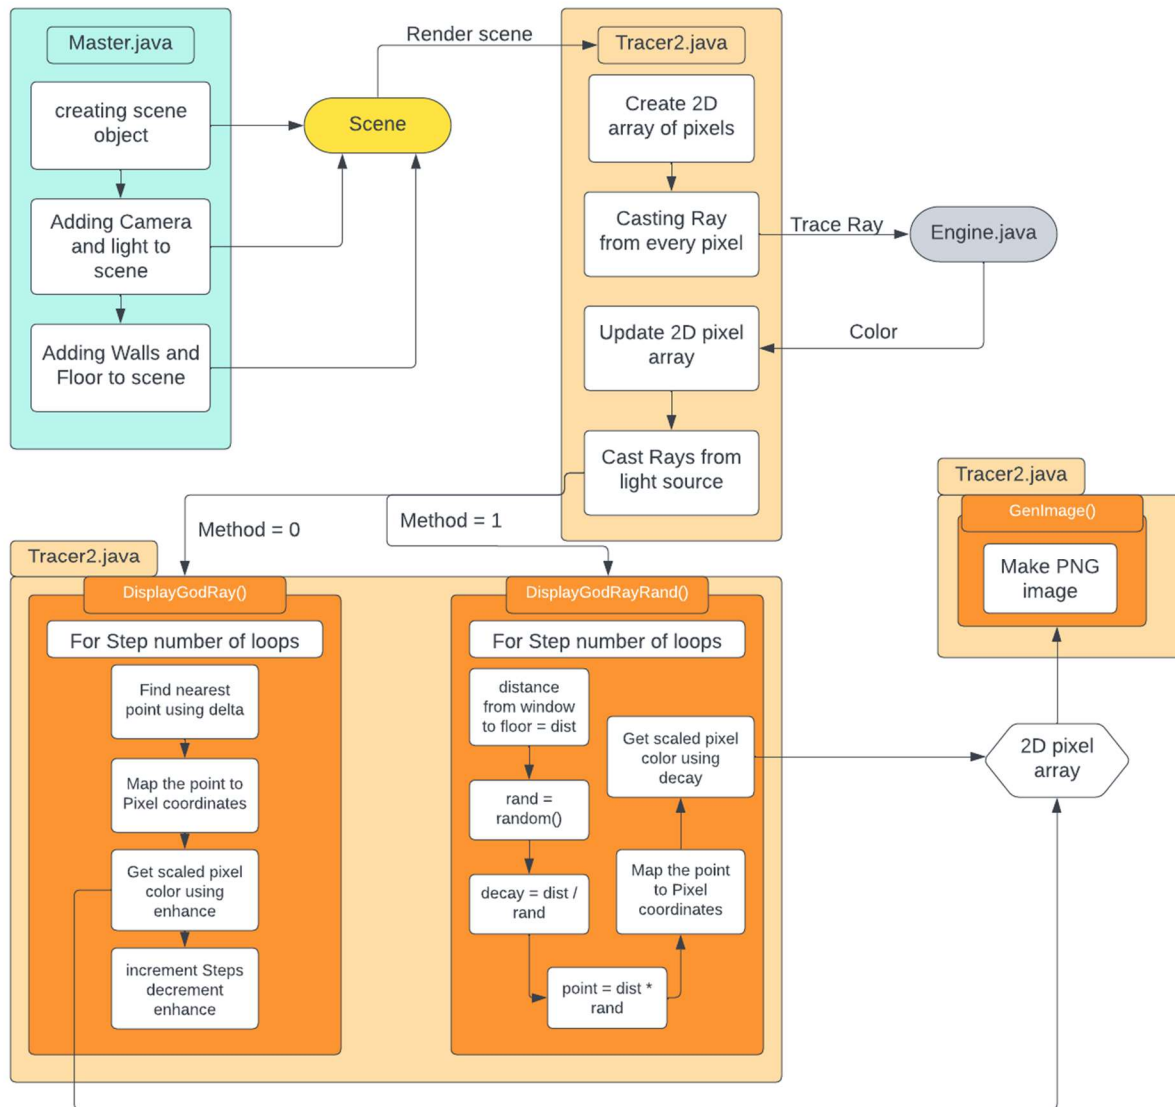 Master.java
creating scene
object
Adding Camera
and light to
scene
Adding Walls and
Floor to scene
Scene
Render scene
Tracer2.java
Create 2D
array of pixels
Casting Ray
from every pixel
Trace Ray
Engine.java
Color
Update 2D pixel
array
Cast Rays from
light source
Method = 0
Method = 1
Tracer2.java
DisplayGodRay()
For Step number of loops
Find nearest
point using delta
Map the point to
Pixel coordinates
Get scaled pixel
color using
enhance
increment Steps
decrement
enhance
DisplayGodRayRand()
For Step number of loops
distance
from window
to floor = dist
rand =
random()
decay = dist /
rand
point = dist *
rand
Map the point
to Pixel
coordinates
Get scaled pixel
color using
decay
2D pixel
array
Tracer2.java
GenImage()
Make PNG
image